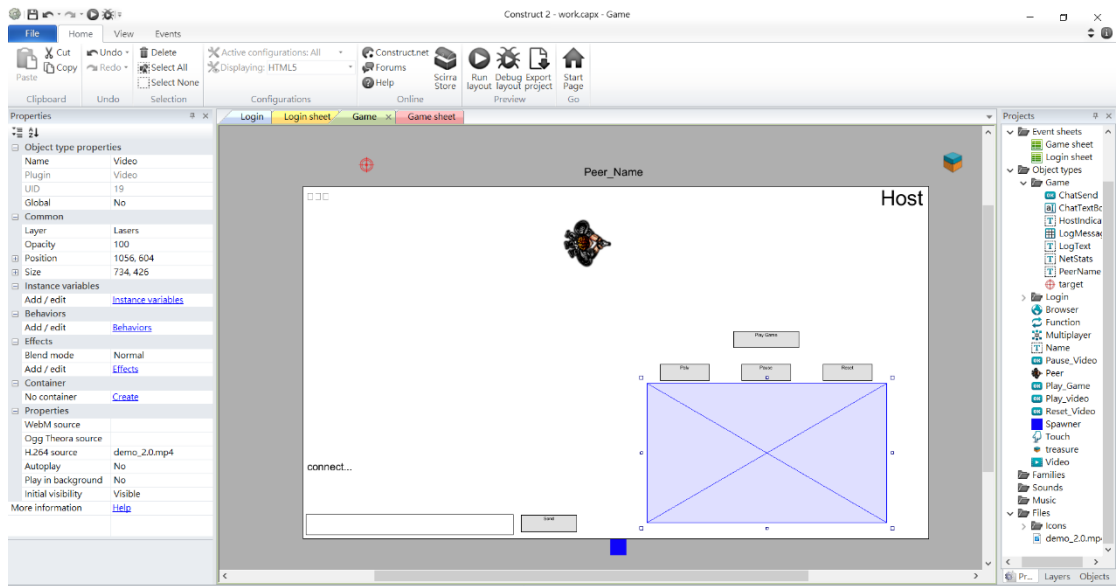 Construct 2 - work.capx - Game
File Home View Events
Paste
Cut
Copy
Clipboard
Undo
Redo
Undo
Delete
Select All
Select None
Selection
Active configurations: All
Displaying: HTML5
Configurations
Construct.net
Forums
Help
Scirra Store
Online
Run layout
Debug layout
Export project
Preview
Start Page
Go
Properties
Login Login sheet Game Game sheet
Object type properties
Name Video
Plugin Video
UID 19
Global No
Common
Layer Lasers
Opacity 100
Position 1056, 604
Size 734, 426
Instance variables
Add / edit Instance variables
Behaviors
Add / edit Behaviors
Effects
Blend mode Normal
Add / edit Effects
Container
No container Create
Properties
WebM source
Ogg Theora source
H.264 source demo_2.0.mp4
Autoplay No
Play in background No
Initial visibility Visible
More information Help
Peer_Name
Host
Play Game
Pause
Reset
connect...
Projects
Event sheets
Game sheet
Login sheet
Object types
Game
ChatSend
ChatTextBo
HostIndica
LogMessag
LogText
NetStats
PeerName
target
Login
Browser
Function
Multiplayer
Name
Pause_Video
Peer
Play_Game
Play_video
Reset_Video
Spawner
Touch
treasure
Video
Families
Sounds
Music
Files
Icons
demo_2.0.mp
Pr... Layers Objects